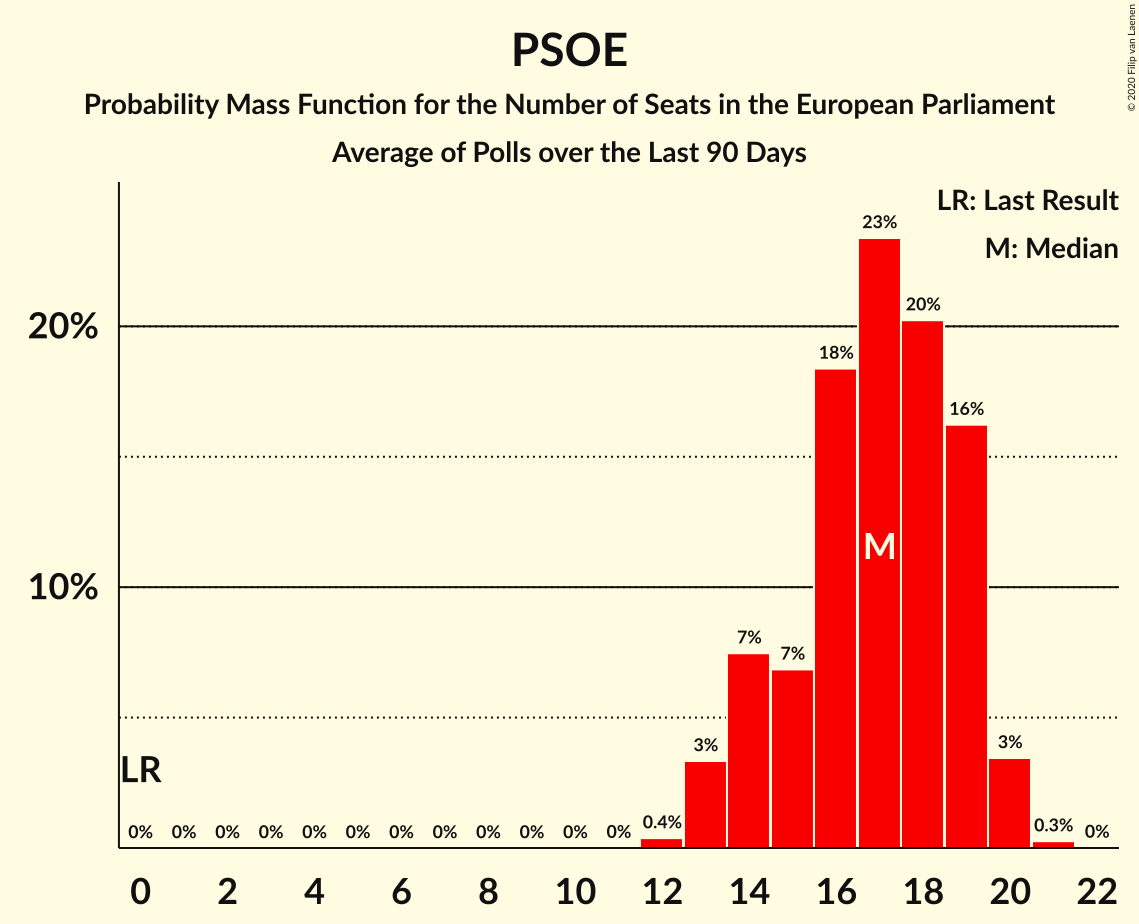 PSOE
Probability Mass Function for the Number of Seats in the European Parliament
Average of Polls over the Last 90 Days
© 2020 Filip van Laenen
LR: Last Result
M: Median
20%
10%
LR
M
0% 0% 0% 0% 0% 0% 0% 0% 0% 0% 0% 0% 0.4% 3% 7% 7% 18% 23% 20% 16% 3% 0.3% 0%
0 2 4 6 8 10 12 14 16 18 20 22